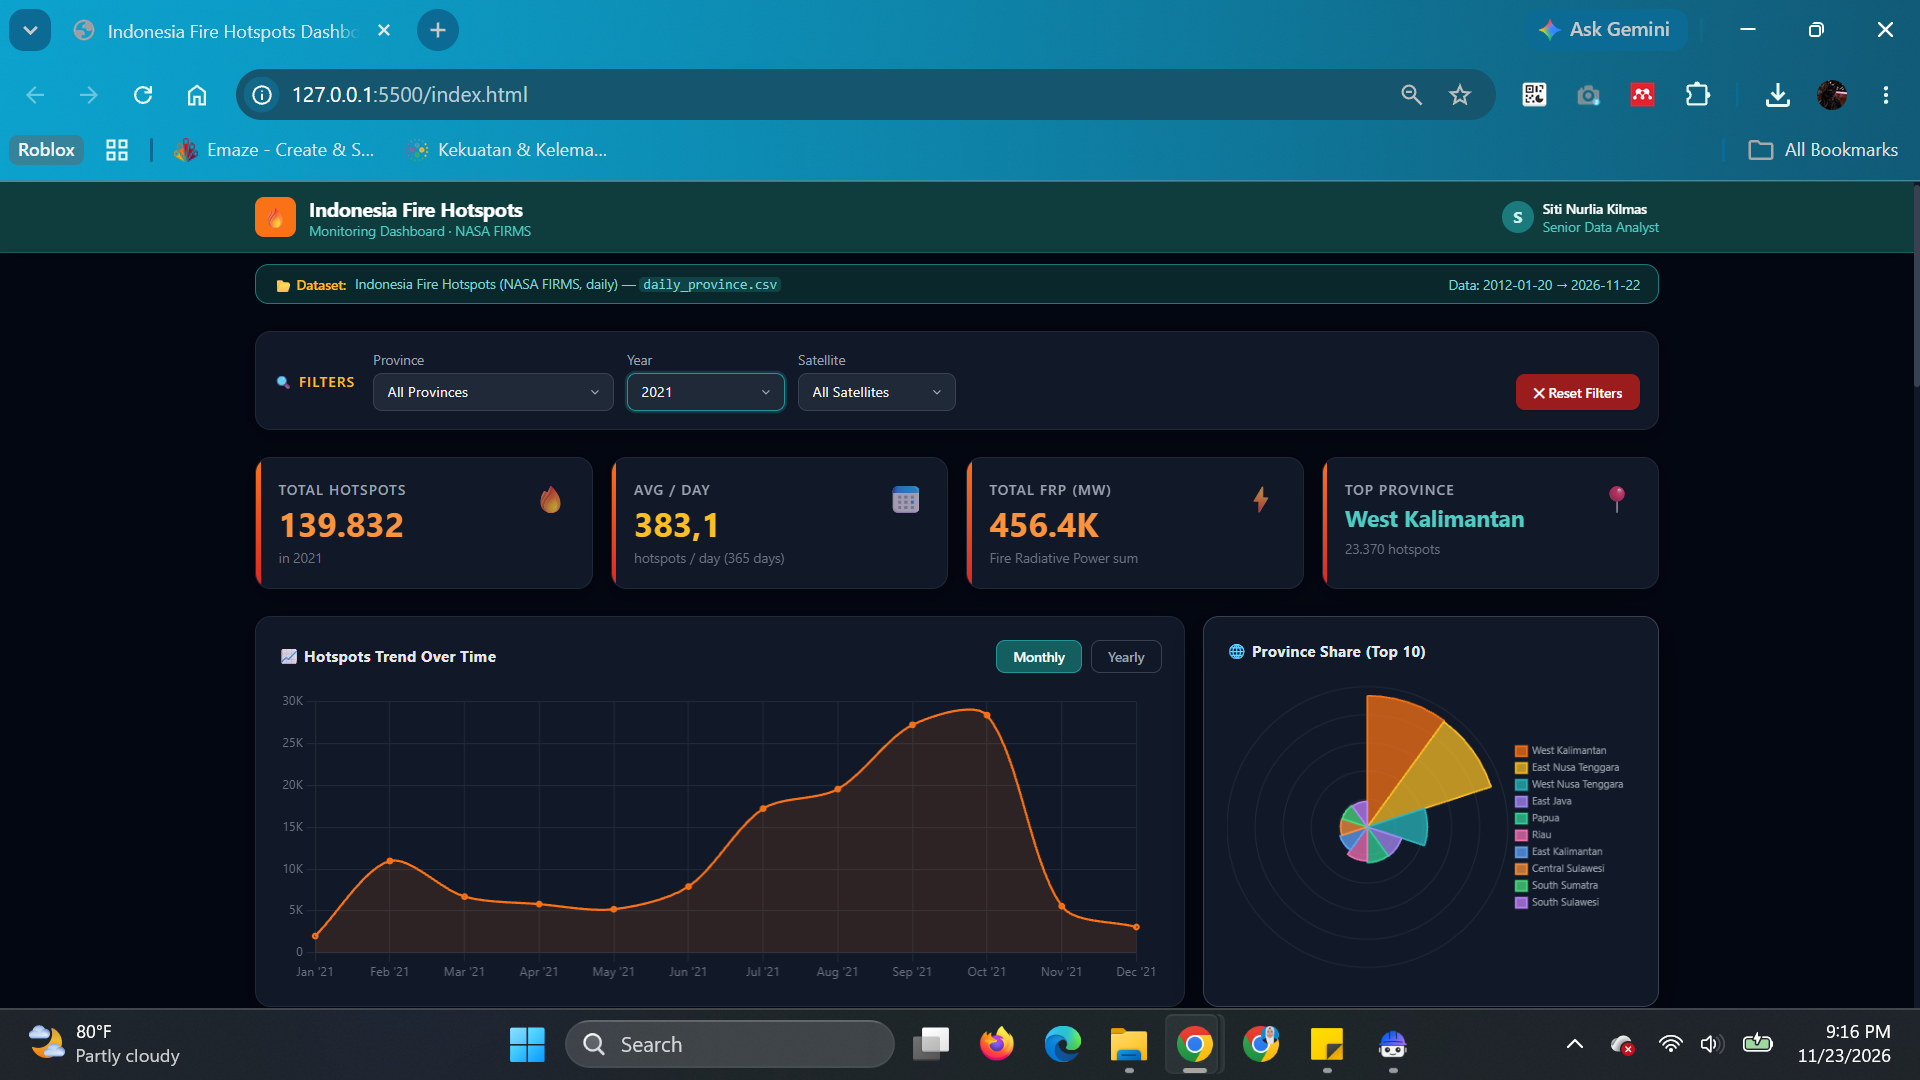 Indonesia Fire Hotspots Dashbo
Ask Gemini
127.0.0.1:5500/index.html
Roblox
Emaze - Create & S...
Kekuatan & Kelema...
All Bookmarks
Indonesia Fire Hotspots
Monitoring Dashboard · NASA FIRMS
S
Siti Nurlia Kilmas
Senior Data Analyst
Dataset: Indonesia Fire Hotspots (NASA FIRMS, daily) — daily_province.csv
Data: 2012-01-20 → 2026-11-22
FILTERS
Province
All Provinces
Year
2021
Satellite
All Satellites
Reset Filters
TOTAL HOTSPOTS
139.832
in 2021
AVG / DAY
383,1
hotspots / day (365 days)
TOTAL FRP (MW)
456.4K
Fire Radiative Power sum
TOP PROVINCE
West Kalimantan
23.370 hotspots
Hotspots Trend Over Time
Monthly
Yearly
30K
25K
20K
15K
10K
5K
0
Jan '21 Feb '21 Mar '21 Apr '21 May '21 Jun '21 Jul '21 Aug '21 Sep '21 Oct '21 Nov '21 Dec '21
Province Share (Top 10)
West Kalimantan
East Nusa Tenggara
West Nusa Tenggara
East Java
Papua
Riau
East Kalimantan
Central Sulawesi
South Sumatra
South Sulawesi
80°F
Partly cloudy
Search
9:16 PM
11/23/2026